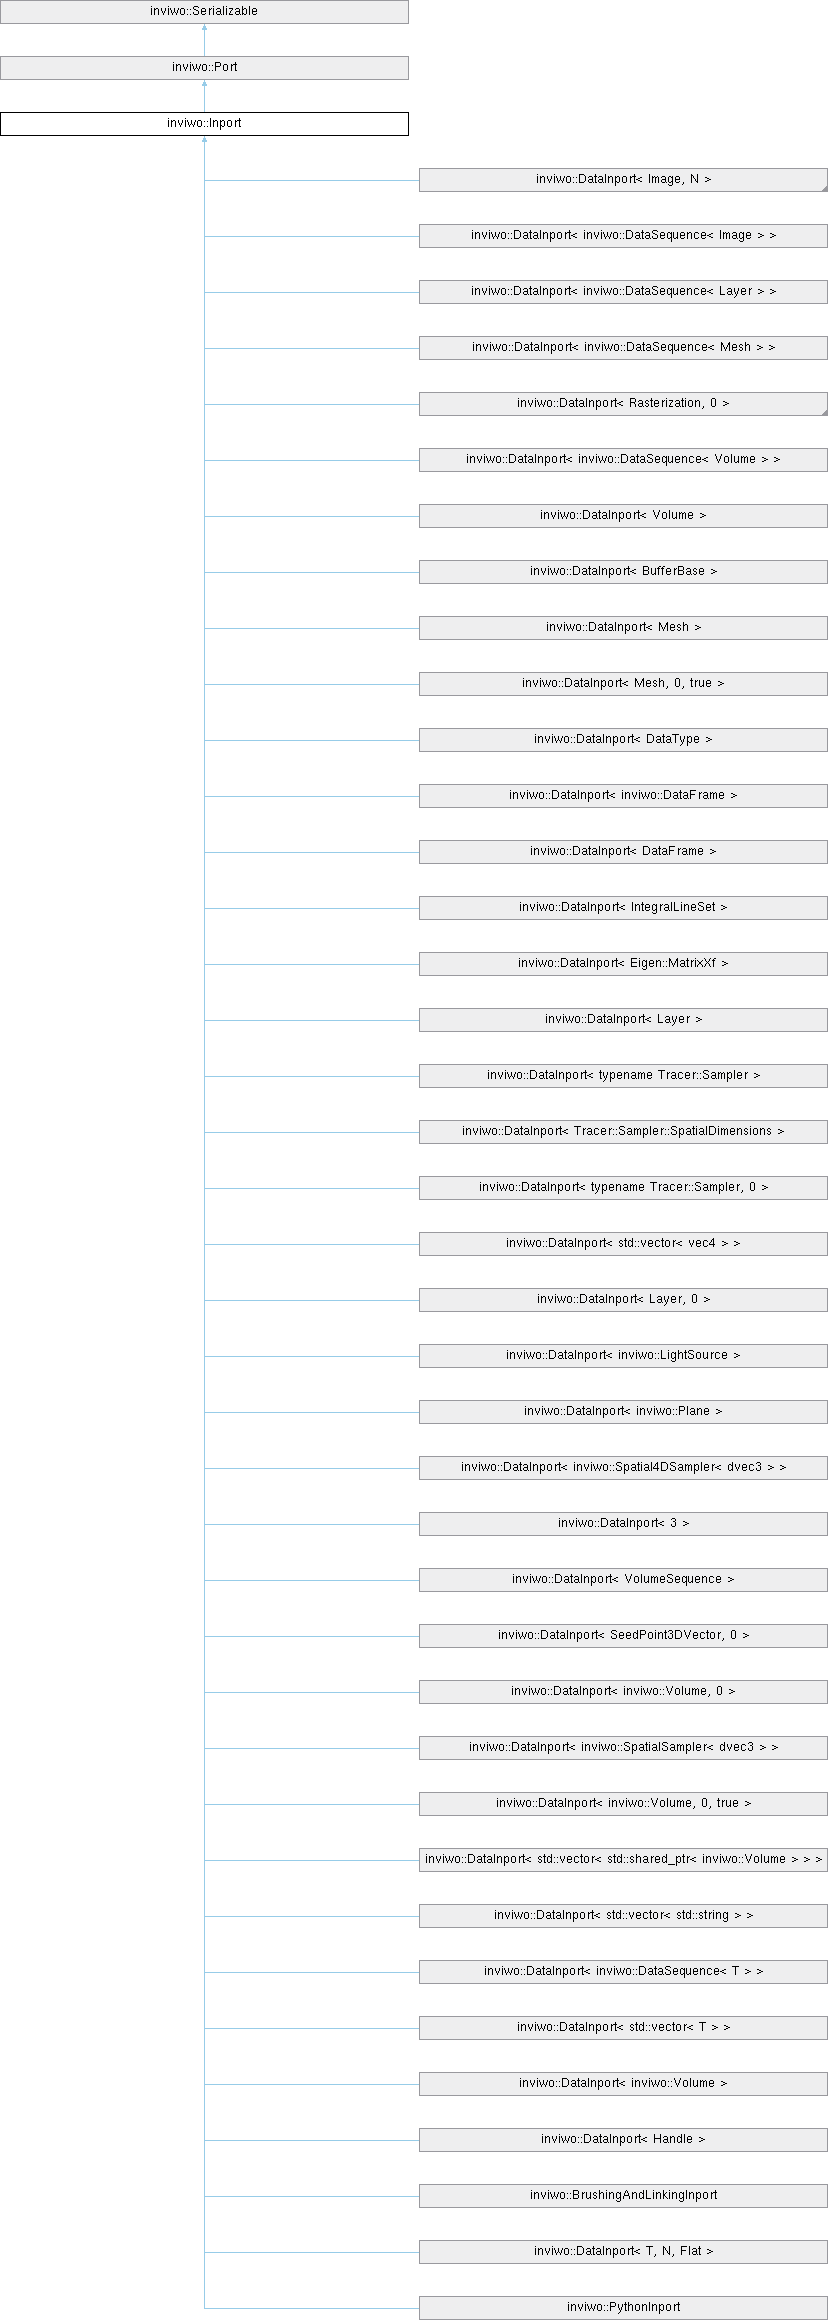 inviwo::Serializable
inviwo::Port
inviwo::Inport
inviwo::DataInport< Image, N >
inviwo::DataInport< inviwo::DataSequence< Image > >
inviwo::DataInport< inviwo::DataSequence< Layer > >
inviwo::DataInport< inviwo::DataSequence< Mesh > >
inviwo::DataInport< Rasterization, 0 >
inviwo::DataInport< inviwo::DataSequence< Volume > >
inviwo::DataInport< Volume >
inviwo::DataInport< BufferBase >
inviwo::DataInport< Mesh >
inviwo::DataInport< Mesh, 0, true >
inviwo::DataInport< DataType >
inviwo::DataInport< inviwo::DataFrame >
inviwo::DataInport< DataFrame >
inviwo::DataInport< IntegralLineSet >
inviwo::DataInport< Eigen::MatrixXf >
inviwo::DataInport< Layer >
inviwo::DataInport< typename Tracer::Sampler >
inviwo::DataInport< Tracer::Sampler::SpatialDimensions >
inviwo::DataInport< typename Tracer::Sampler, 0 >
inviwo::DataInport< std::vector< vec4 > >
inviwo::DataInport< Layer, 0 >
inviwo::DataInport< inviwo::LightSource >
inviwo::DataInport< inviwo::Plane >
inviwo::DataInport< inviwo::Spatial4DSampler< dvec3 > >
inviwo::DataInport< 3 >
inviwo::DataInport< VolumeSequence >
inviwo::DataInport< SeedPoint3DVector, 0 >
inviwo::DataInport< inviwo::Volume, 0 >
inviwo::DataInport< inviwo::SpatialSampler< dvec3 > >
inviwo::DataInport< inviwo::Volume, 0, true >
inviwo::DataInport< std::vector< std::shared_ptr< inviwo::Volume > > >
inviwo::DataInport< std::vector< std::string > >
inviwo::DataInport< inviwo::DataSequence< T > >
inviwo::DataInport< std::vector< T > >
inviwo::DataInport< inviwo::Volume >
inviwo::DataInport< Handle >
inviwo::BrushingAndLinkingInport
inviwo::DataInport< T, N, Flat >
inviwo::PythonInport